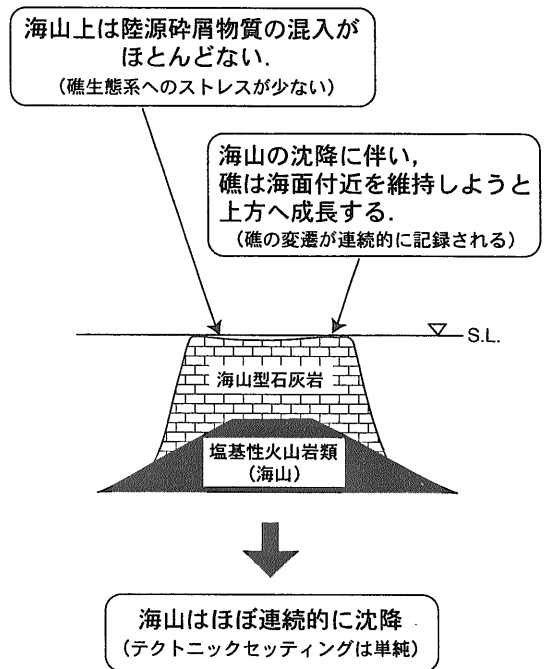 海山上は陸源砕屑物質の混入が
ほとんどない.
(礁生態系へのストレスが少ない)
海山の沈降に伴い,
礁は海面付近を維持しようと
上方へ成長する.
(礁の変遷が連続的に記録される)
S.L.
海山型石灰岩
塩基性火山岩類
(海山)
海山はほぼ連続的に沈降
(テクトニックセッティングは単純)